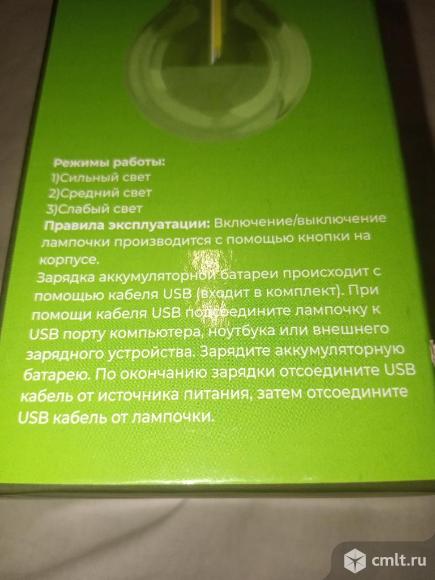 Режимы работы:
1)Сильный свет
2)Средний свет
3)Слабый свет
Правила эксплуатации: Включение/выключение
лампочки производится с помощью кнопки на
корпусе.
Зарядка аккумуляторной батареи происходит с
помощью кабеля USB (входит в комплект). При
помощи кабеля USB подсоедините лампочку к
USB порту компьютера, ноутбука или внешнего
зарядного устройства. Зарядите аккумуляторную
батарею. По окончанию зарядки отсоедините USB
кабель от источника питания, затем отсоедините
USB кабель от лампочки.
cmlt.ru